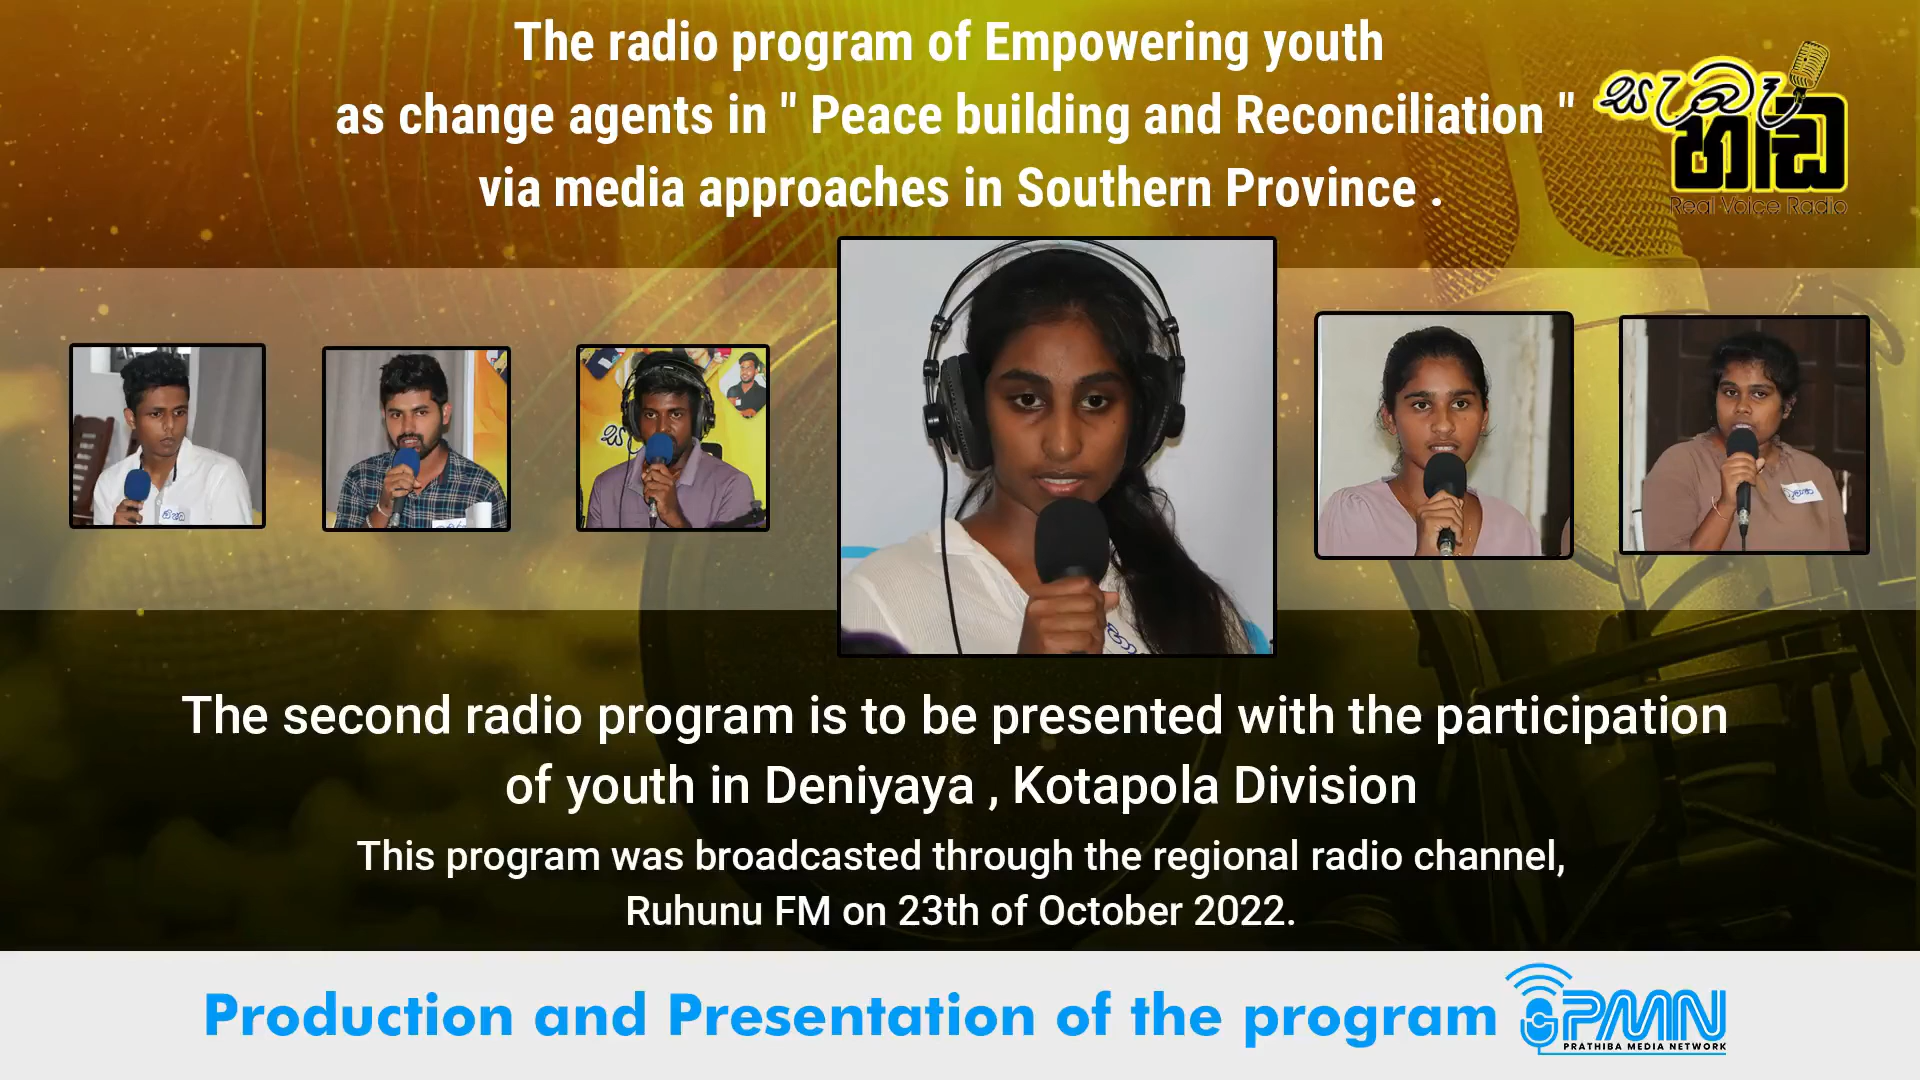 The radio program of Empowering youth
as change agents in " Peace building and Reconciliation "
via media approaches in Southern Province .
සැබෑ
හඬ
Real Voice Radio
The second radio program is to be presented with the participation
of youth in Deniyaya , Kotapola Division
This program was broadcasted through the regional radio channel,
Ruhunu FM on 23th of October 2022.
Production and Presentation of the program
PMN
PRATHIBA MEDIA NETWORK